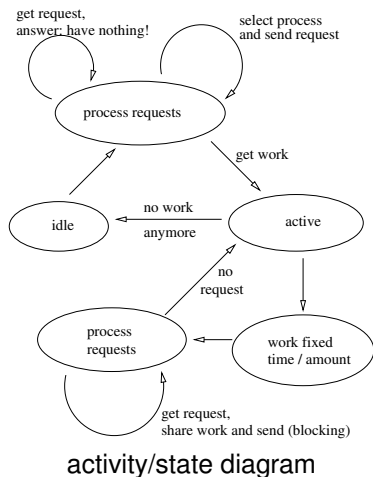 get request,
answer: have nothing!
select process
and send request
process requests
get work
idle
no work
anymore
active
no
request
process
requests
work fixed
time / amount
get request,
share work and send (blocking)
activity/state diagram